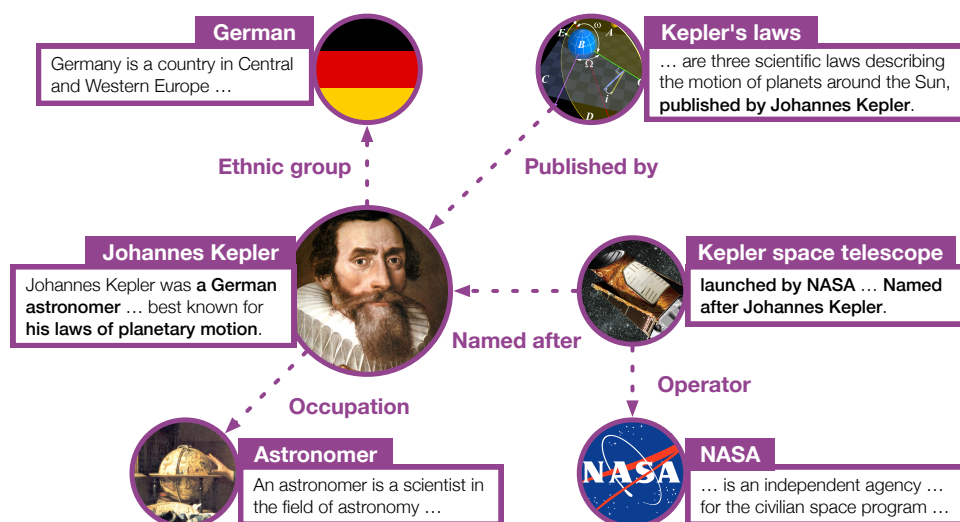 German
Germany is a country in Central
and Western Europe …
Kepler's laws
… are three scientific laws describing
the motion of planets around the Sun,
published by Johannes Kepler.
E
ω
A
B
Ω
C
i
D
Ethnic group
Published by
Johannes Kepler
Johannes Kepler was a German
astronomer … best known for
his laws of planetary motion.
Kepler space telescope
launched by NASA … Named
after Johannes Kepler.
Named after
Occupation
Operator
Astronomer
An astronomer is a scientist in
the field of astronomy …
NASA
NASA
… is an independent agency …
for the civilian space program …